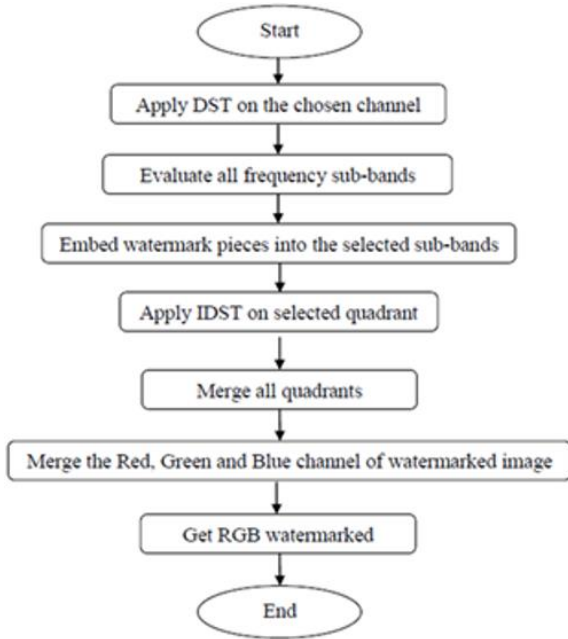 Start
Apply DST on the chosen channel
Evaluate all frequency sub-bands
Embed watermark pieces into the selected sub-bands
Apply IDST on selected quadrant
Merge all quadrants
Merge the Red, Green and Blue channel of watermarked image
Get RGB watermarked
End